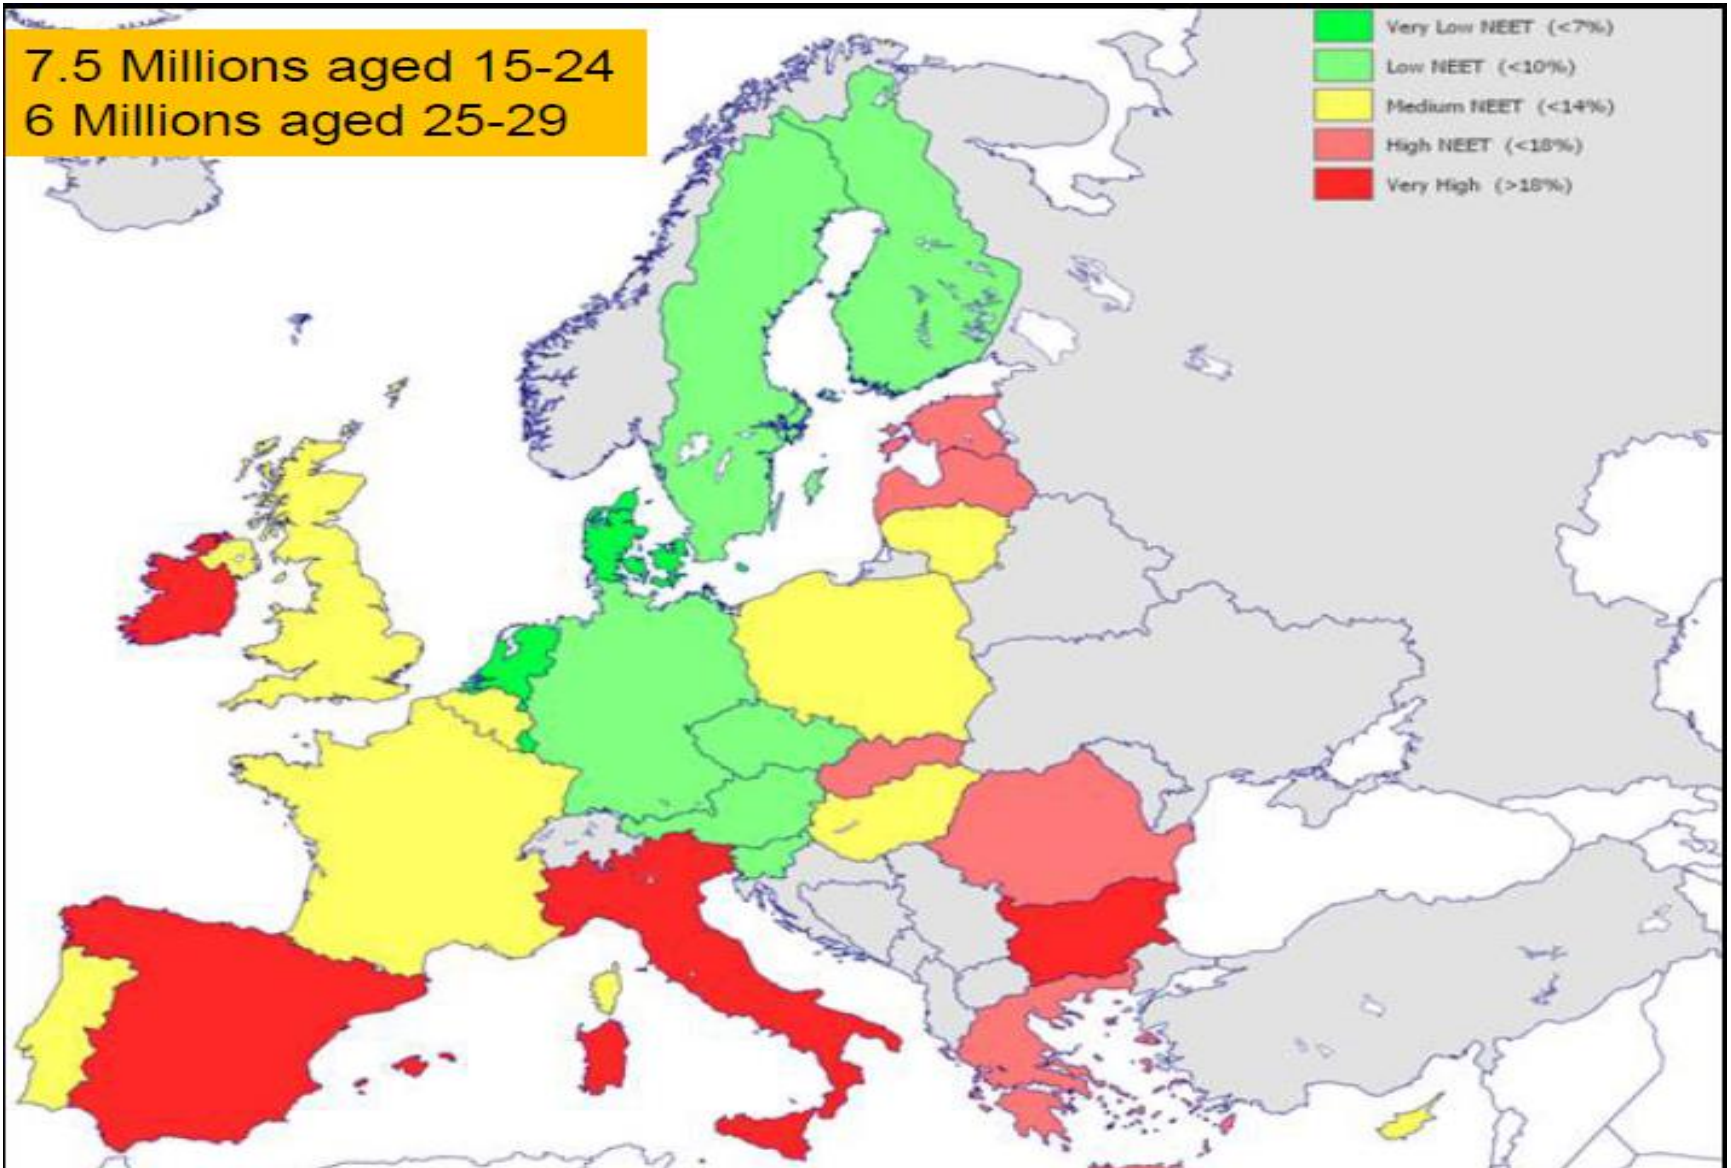 7.5 Millions aged 15-24
6 Millions aged 25-29
Very Low NEET (<7%)
Low NEET (<10%)
Medium NEET (<14%)
High NEET (<18%)
Very High (>18%)